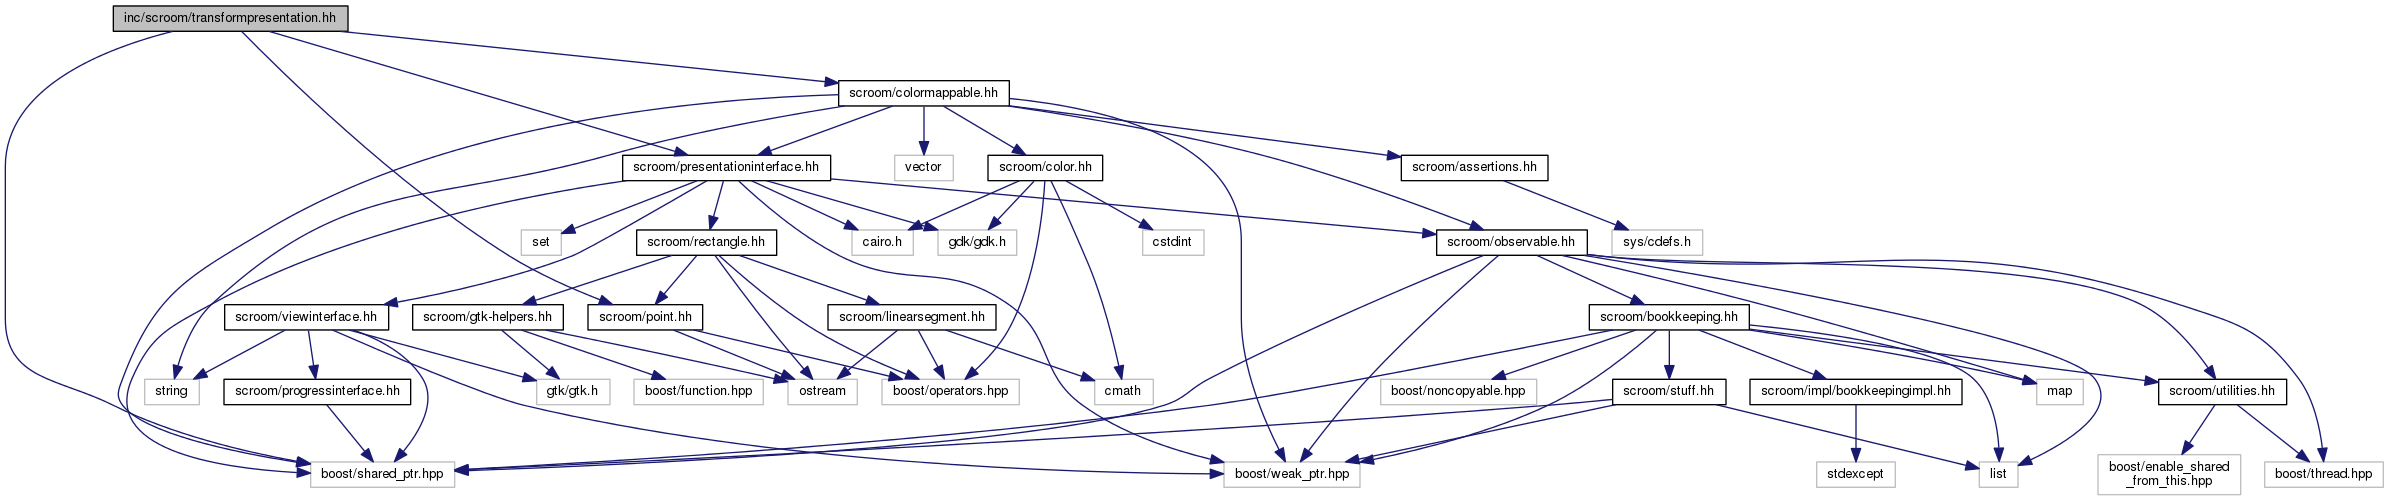 inc/scroom/transformpresentation.hh
scroom/colormappable.hh
scroom/presentationinterface.hh
vector
scroom/color.hh
scroom/assertions.hh
set
scroom/rectangle.hh
cairo.h
gdk/gdk.h
cstdint
scroom/observable.hh
sys/cdefs.h
scroom/viewinterface.hh
scroom/gtk-helpers.hh
scroom/point.hh
scroom/linearsegment.hh
scroom/bookkeeping.hh
string
scroom/progressinterface.hh
gtk/gtk.h
boost/function.hpp
ostream
boost/operators.hpp
cmath
boost/noncopyable.hpp
scroom/stuff.hh
scroom/impl/bookkeepingimpl.hh
map
scroom/utilities.hh
boost/shared_ptr.hpp
boost/weak_ptr.hpp
stdexcept
list
boost/enable_shared
_from_this.hpp
boost/thread.hpp